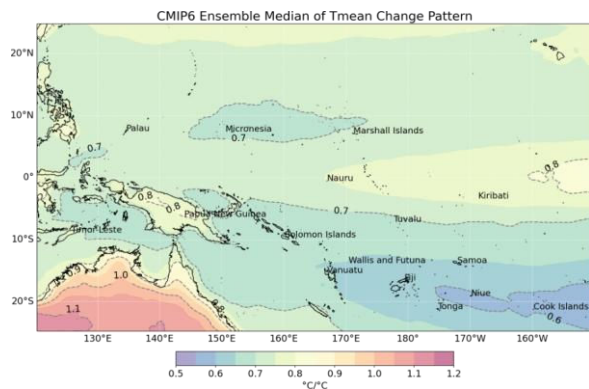 CMIP6 Ensemble Median of Tmean Change Pattern
20°N
10°N
Palau
Micronesia
0.7
Marshall Islands
0.7
0°
Nauru
0.8
Kiribati
0.8
0.8
Papua New Guinea
0.7
Tuvalu
Timor-Leste
Solomon Islands
10°S
Wallis and Futuna
Samoa
Vanuatu
0.9
1.0
Fiji
Niue
20°S
0.8
Tonga
Cook Islands
1.1
0.6
130°E
140°E
150°E
160°E
170°E
180°
170°W
160°W
0.5
0.6
0.7
0.8
0.9
1.0
1.1
1.2
°C/°C